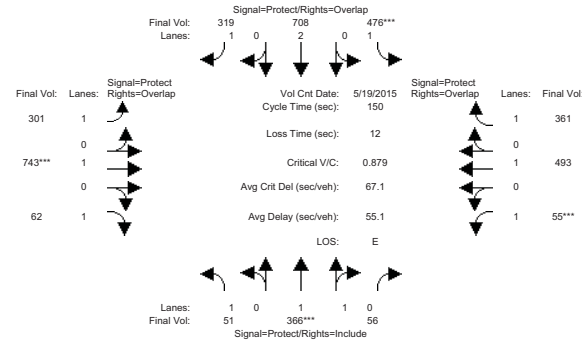 Signal=Protect/Rights=Overlap
Final Vol: 319 708 476***
Lanes: 1 0 2 0 1
Signal=Protect
Final Vol: Lanes: Rights=Overlap
301 1
0
743*** 1
0
62 1
Vol Cnt Date: 5/19/2015
Cycle Time (sec): 150
Loss Time (sec): 12
Critical V/C: 0.879
Avg Crit Del (sec/veh): 67.1
Avg Delay (sec/veh): 55.1
LOS: E
Signal=Protect
Rights=Overlap Lanes: Final Vol:
1 361
0
1 493
0
1 55***
Lanes: 1 0 1 1 0
Final Vol: 51 366*** 56
Signal=Protect/Rights=Include